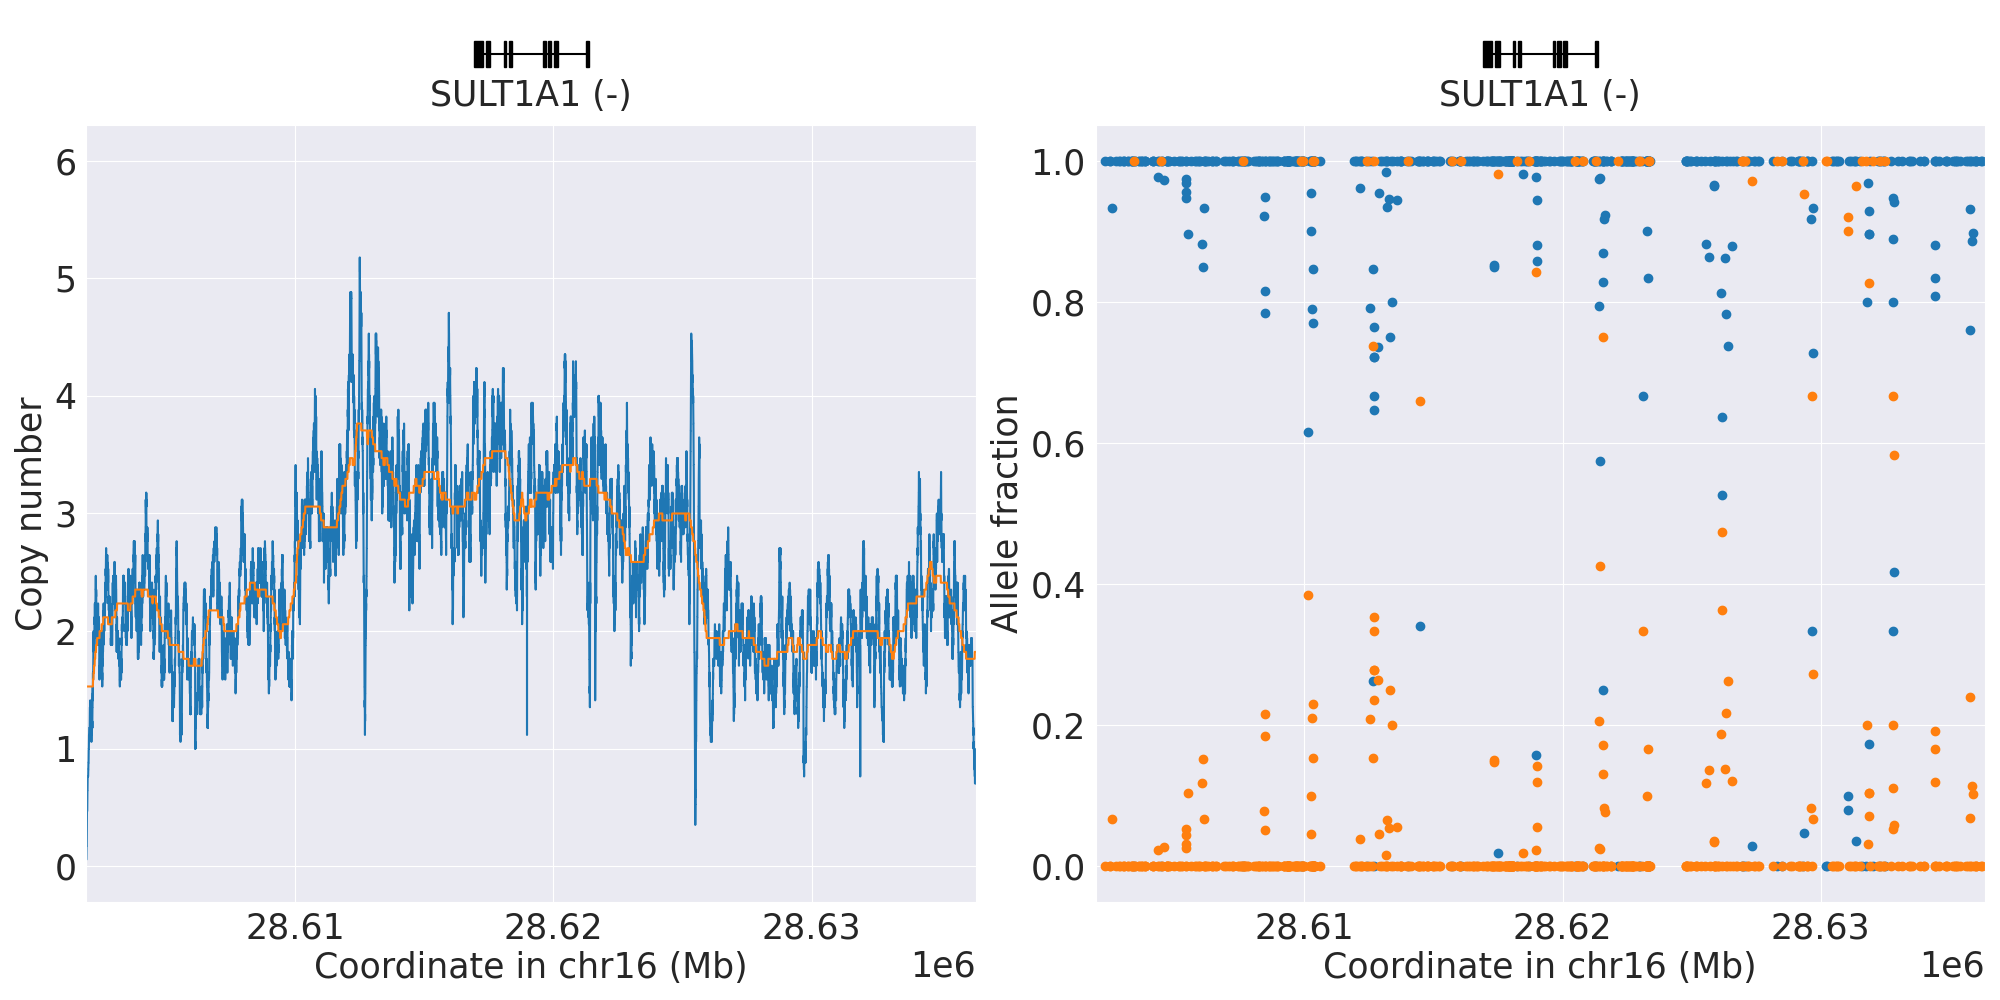 SULT1A1 (-)
Copy number
6
5
4
3
2
1
0
28.61
28.62
28.63
Coordinate in chr16 (Mb)
1e6
SULT1A1 (-)
Allele fraction
1.0
0.8
0.6
0.4
0.2
0.0
28.61
28.62
28.63
Coordinate in chr16 (Mb)
1e6